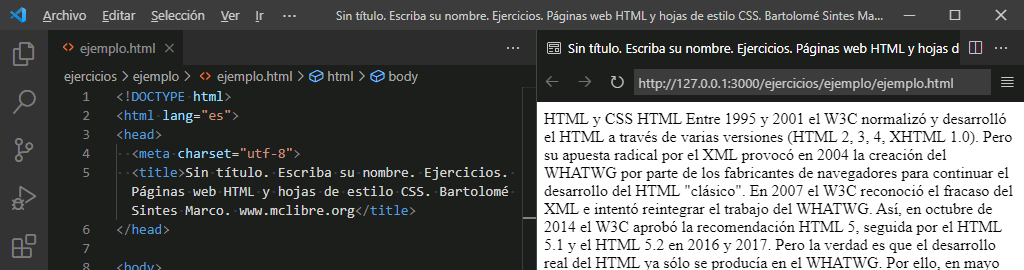 Archivo Editar Selección Ver Ir ··· Sin título. Escriba su nombre. Ejercicios. Páginas web HTML y hojas de estilo CSS. Bartolomé Sintes Ma...
ejemplo.html
ejercicios > ejemplo > ejemplo.html > html > body
1 <!DOCTYPE html>
2 <html lang="es">
3 <head>
4 <meta charset="utf-8">
5 <title>Sin título. Escriba su nombre. Ejercicios.
Páginas web HTML y hojas de estilo CSS. Bartolomé
Sintes Marco. www.mclibre.org</title>
6 </head>
7
8 <body>
Sin título. Escriba su nombre. Ejercicios. Páginas web HTML y hojas d
http://127.0.0.1:3000/ejercicios/ejemplo/ejemplo.html
HTML y CSS HTML Entre 1995 y 2001 el W3C normalizó y desarrolló
el HTML a través de varias versiones (HTML 2, 3, 4, XHTML 1.0). Pero
su apuesta radical por el XML provocó en 2004 la creación del
WHATWG por parte de los fabricantes de navegadores para continuar el
desarrollo del HTML "clásico". En 2007 el W3C reconoció el fracaso del
XML e intentó reintegrar el trabajo del WHATWG. Así, en octubre de
2014 el W3C aprobó la recomendación HTML 5, seguida por el HTML
5.1 y el HTML 5.2 en 2016 y 2017. Pero la verdad es que el desarrollo
real del HTML ya sólo se producía en el WHATWG. Por ello, en mayo